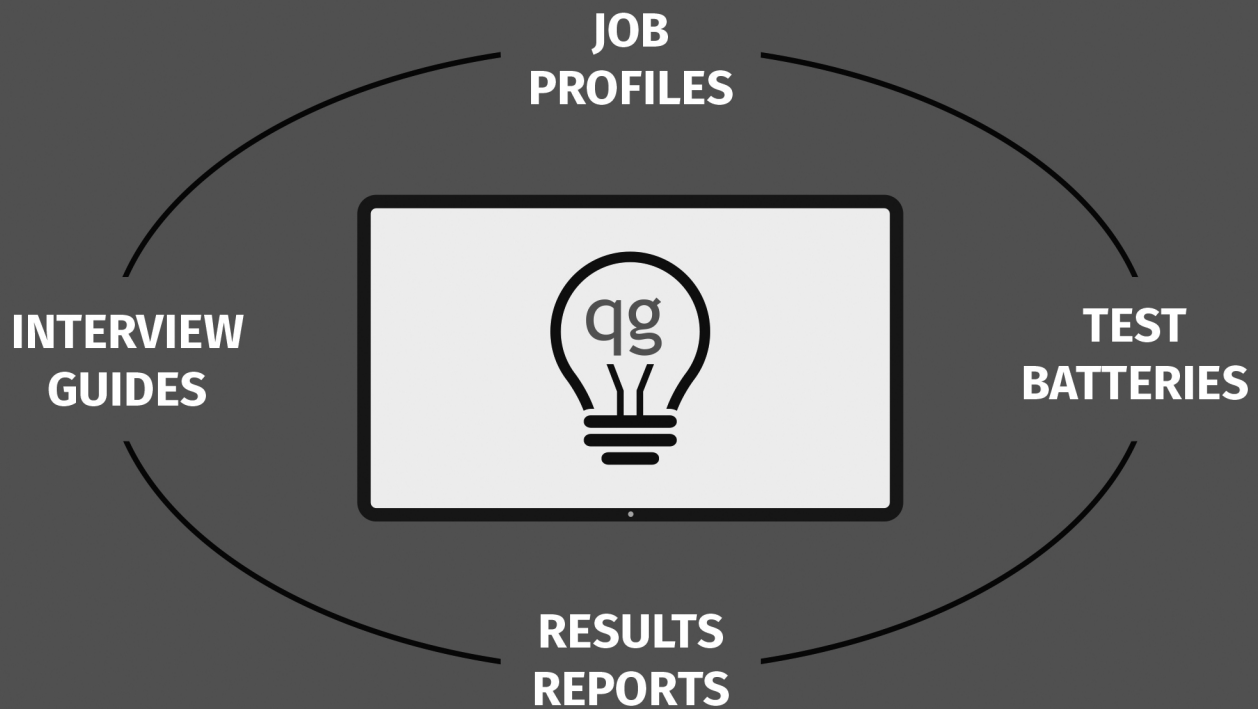 JOB
PROFILES
INTERVIEW
GUIDES
qg
TEST
BATTERIES
RESULTS
REPORTS